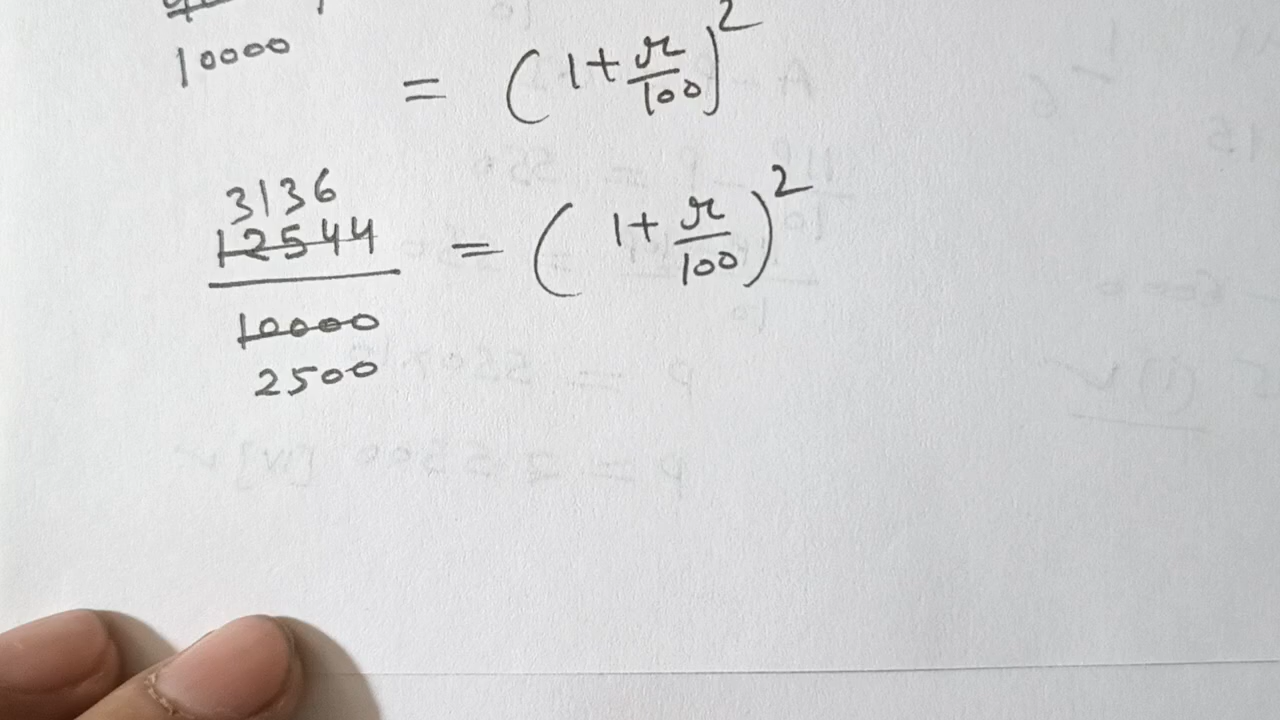 10000
= (1+r/100)^2
3136
12544/10000 = (1+r/100)^2
2500